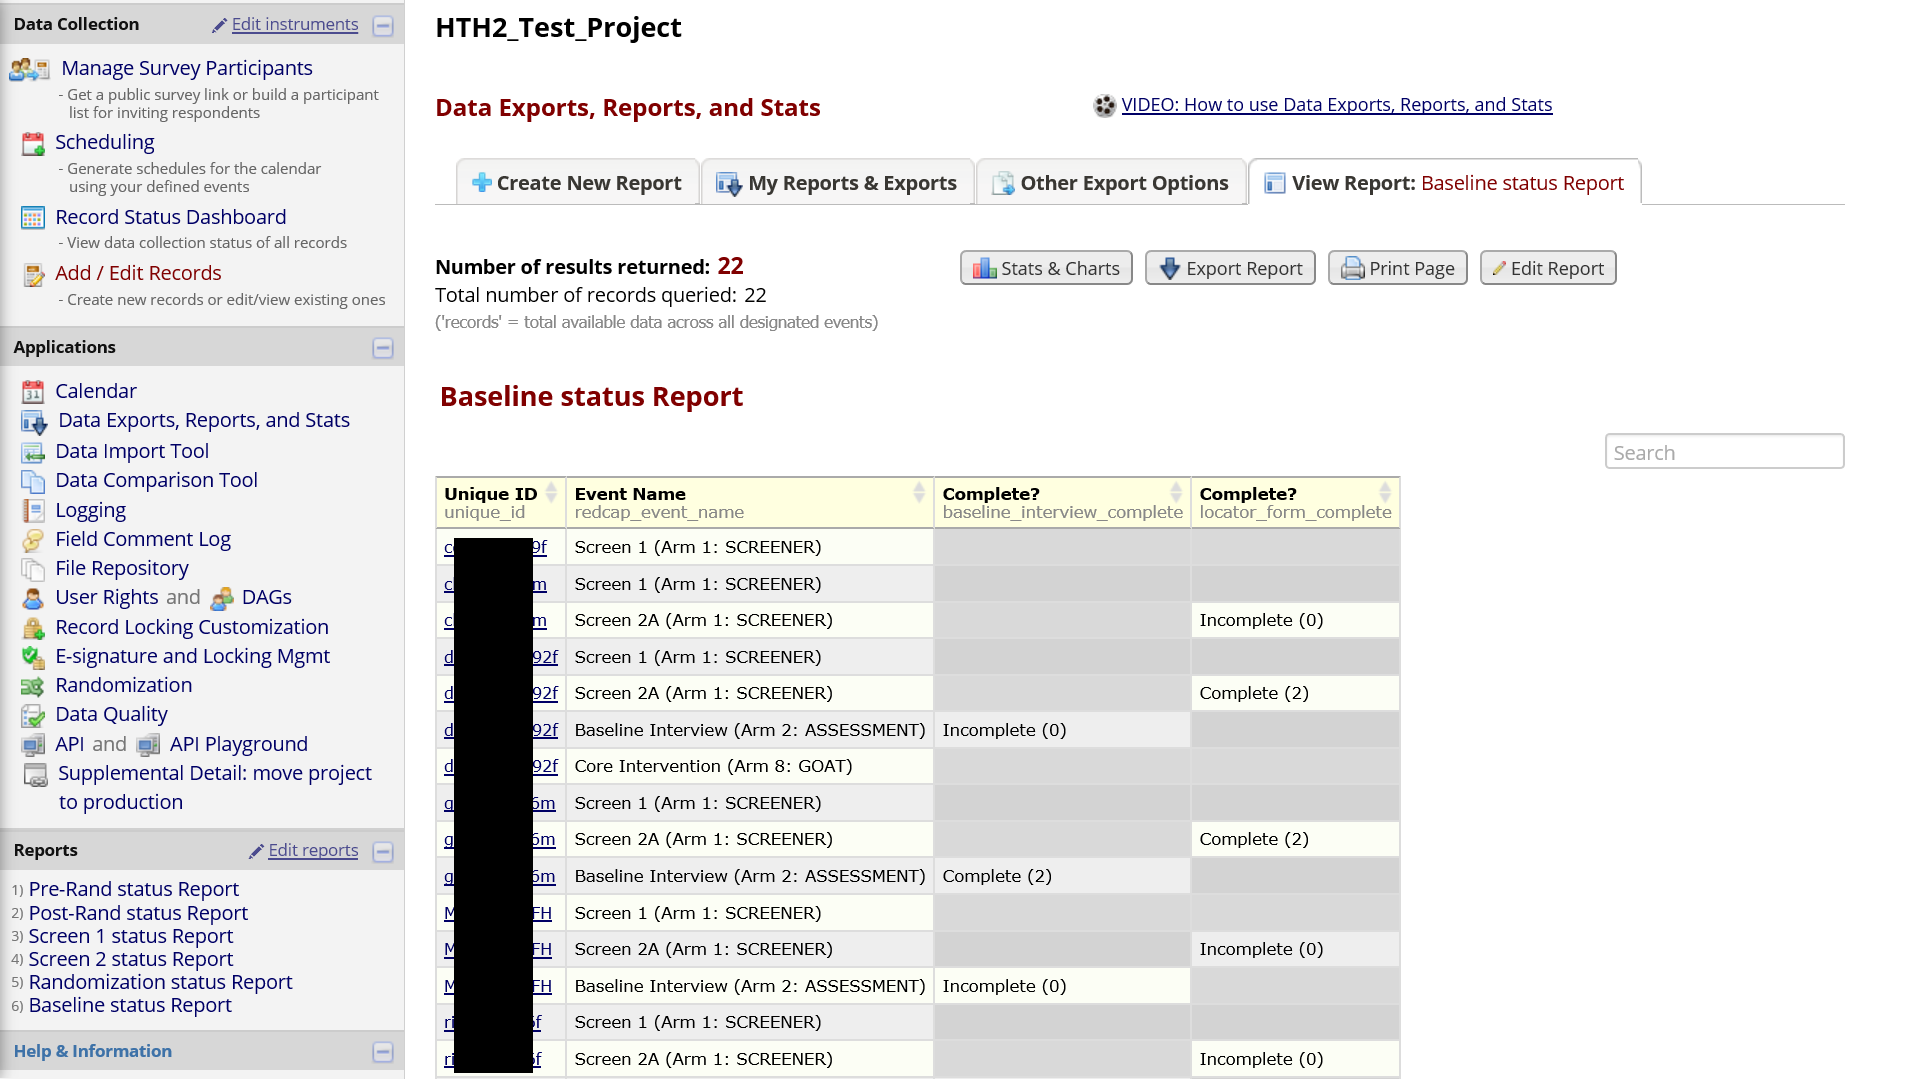 Data Collection
Edit instruments
Manage Survey Participants
- Get a public survey link or build a participant
list for inviting respondents
Scheduling
- Generate schedules for the calendar
using your defined events
Record Status Dashboard
- View data collection status of all records
Add / Edit Records
- Create new records or edit/view existing ones
Applications
Calendar
Data Exports, Reports, and Stats
Data Import Tool
Data Comparison Tool
Logging
Field Comment Log
File Repository
User Rights and DAGs
Record Locking Customization
E-signature and Locking Mgmt
Randomization
Data Quality
API and API Playground
Supplemental Detail: move project
to production
Reports
Edit reports
1) Pre-Rand status Report
2) Post-Rand status Report
3) Screen 1 status Report
4) Screen 2 status Report
5) Randomization status Report
6) Baseline status Report
Help & Information
HTH2_Test_Project
Data Exports, Reports, and Stats
VIDEO: How to use Data Exports, Reports, and Stats
Create New Report
My Reports & Exports
Other Export Options
View Report: Baseline status Report
Number of results returned: 22
Total number of records queried: 22
('records' = total available data across all designated events)
Stats & Charts
Export Report
Print Page
Edit Report
Baseline status Report
Search
Unique ID Event Name Complete? Complete?
unique_id redcap_event_name baseline_interview_complete locator_form_complete
9f Screen 1 (Arm 1: SCREENER)
m Screen 1 (Arm 1: SCREENER)
m Screen 2A (Arm 1: SCREENER) Incomplete (0)
d 92f Screen 1 (Arm 1: SCREENER)
d 92f Screen 2A (Arm 1: SCREENER) Complete (2)
d 92f Baseline Interview (Arm 2: ASSESSMENT) Incomplete (0)
d 92f Core Intervention (Arm 8: GOAT)
g 6m Screen 1 (Arm 1: SCREENER)
g 6m Screen 2A (Arm 1: SCREENER) Complete (2)
g 6m Baseline Interview (Arm 2: ASSESSMENT) Complete (2)
M FH Screen 1 (Arm 1: SCREENER)
M FH Screen 2A (Arm 1: SCREENER) Incomplete (0)
M FH Baseline Interview (Arm 2: ASSESSMENT) Incomplete (0)
ri f Screen 1 (Arm 1: SCREENER)
ri f Screen 2A (Arm 1: SCREENER) Incomplete (0)